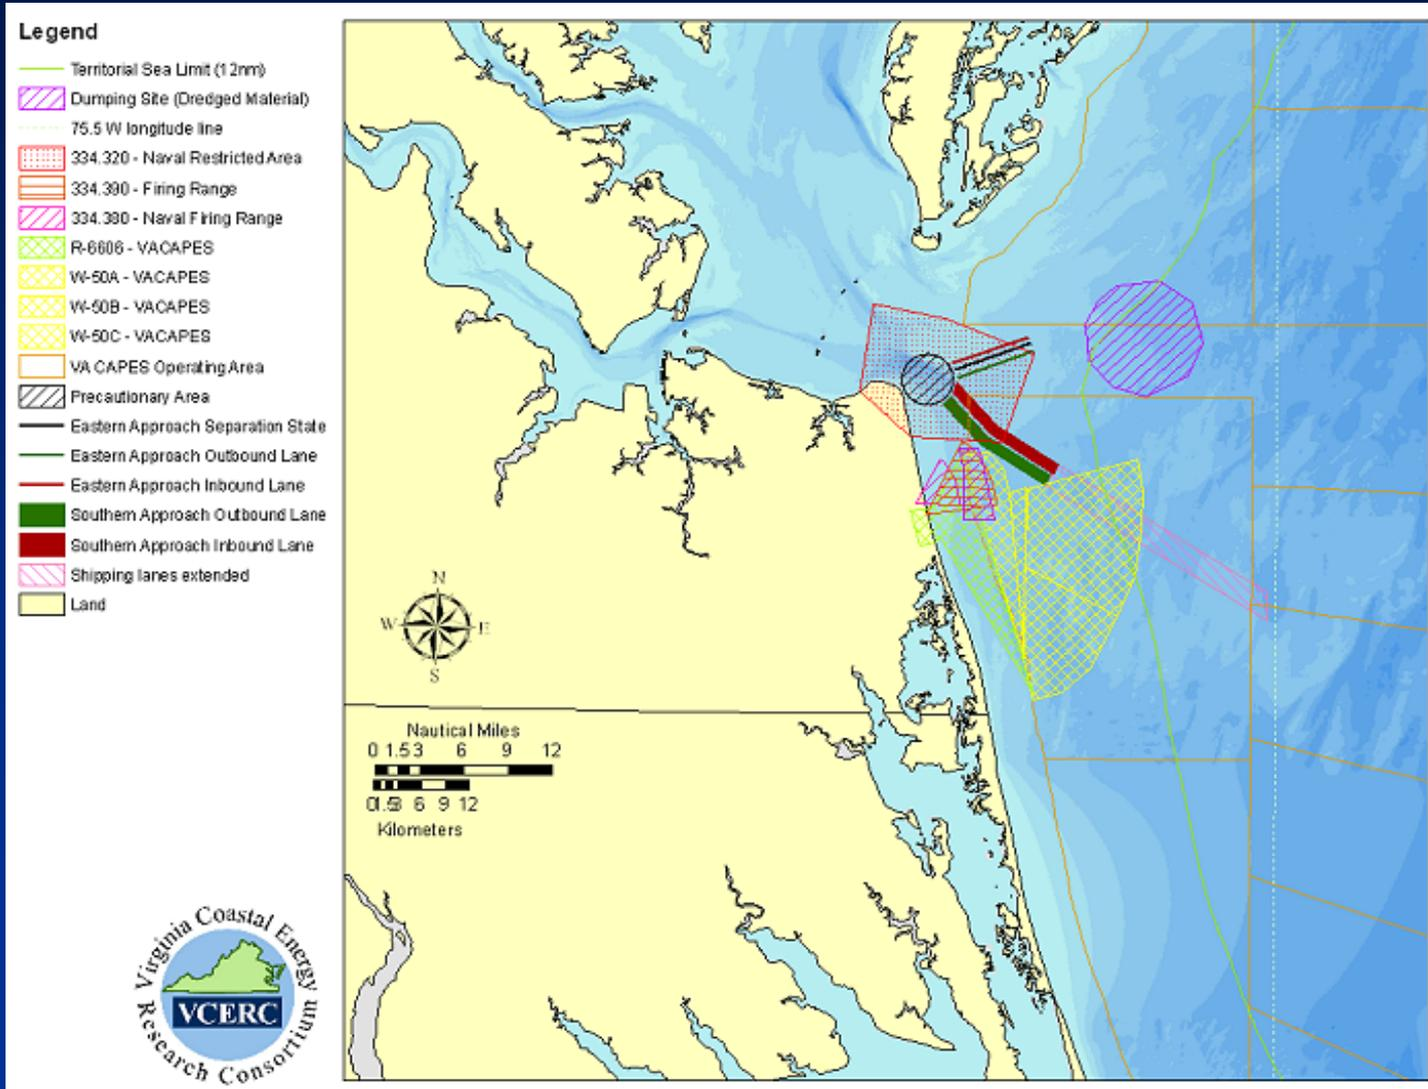 Legend
Territorial Sea Limit (12nm)
Dumping Site (Dredged Material)
75.5 W longitude line
334.320 - Naval Restricted Area
334.390 - Firing Range
334.380 - Naval Firing Range
R-6606 - VACAPES
W-50A - VACAPES
W-50B - VACAPES
W-50C - VACAPES
VA CAPES Operating Area
Precautionary Area
Eastern Approach Separation State
Eastern Approach Outbound Lane
Eastern Approach Inbound Lane
Southern Approach Outbound Lane
Southern Approach Inbound Lane
Shipping lanes extended
Land
N
W E
S
Nautical Miles
0 1.5 3 6 9 12
0 1.5 3 6 9 12
Kilometers
Virginia Coastal Energy
VCERC
Research Consortium